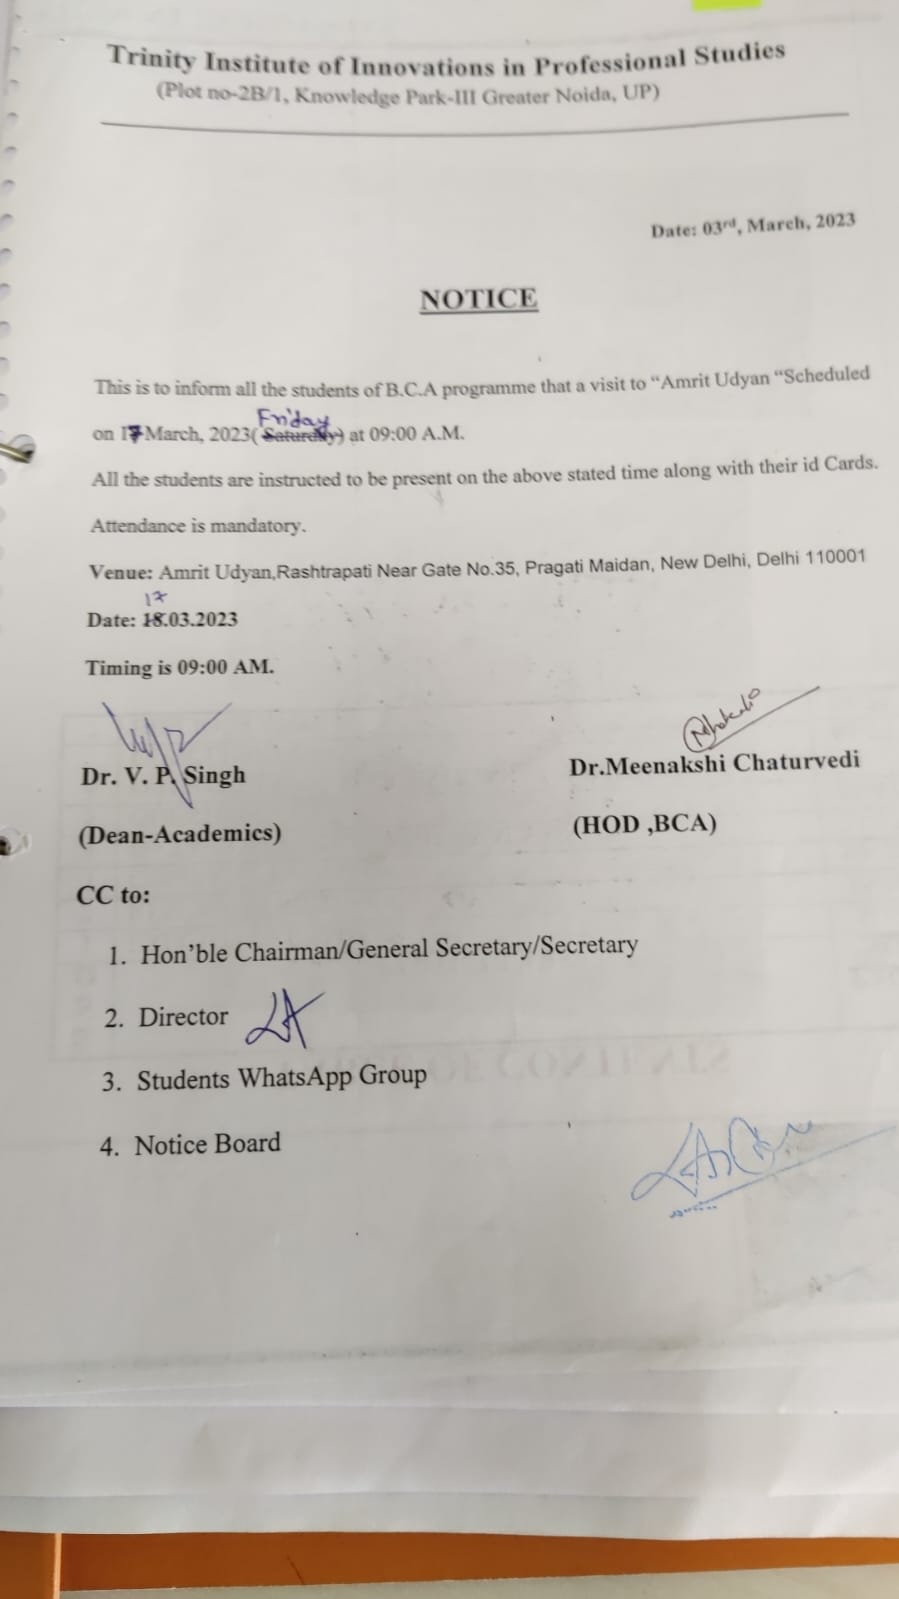 Trinity Institute of Innovations in Professional Studies
(Plot no-2B/1, Knowledge Park-III Greater Noida, UP)
Date: 03rd, March, 2023
NOTICE
This is to inform all the students of B.C.A programme that a visit to “Amrit Udyan “Scheduled
Friday
on 17 March, 2023(Saturday) at 09:00 A.M.
All the students are instructed to be present on the above stated time along with their id Cards.
Attendance is mandatory.
Venue: Amrit Udyan,Rashtrapati Near Gate No.35, Pragati Maidan, New Delhi, Delhi 110001
17
Date: 18.03.2023
Timing is 09:00 AM.
Dr. V. P. Singh
Dr.Meenakshi Chaturvedi
(Dean-Academics)
(HOD ,BCA)
CC to:
1. Hon’ble Chairman/General Secretary/Secretary
2. Director
3. Students WhatsApp Group
4. Notice Board